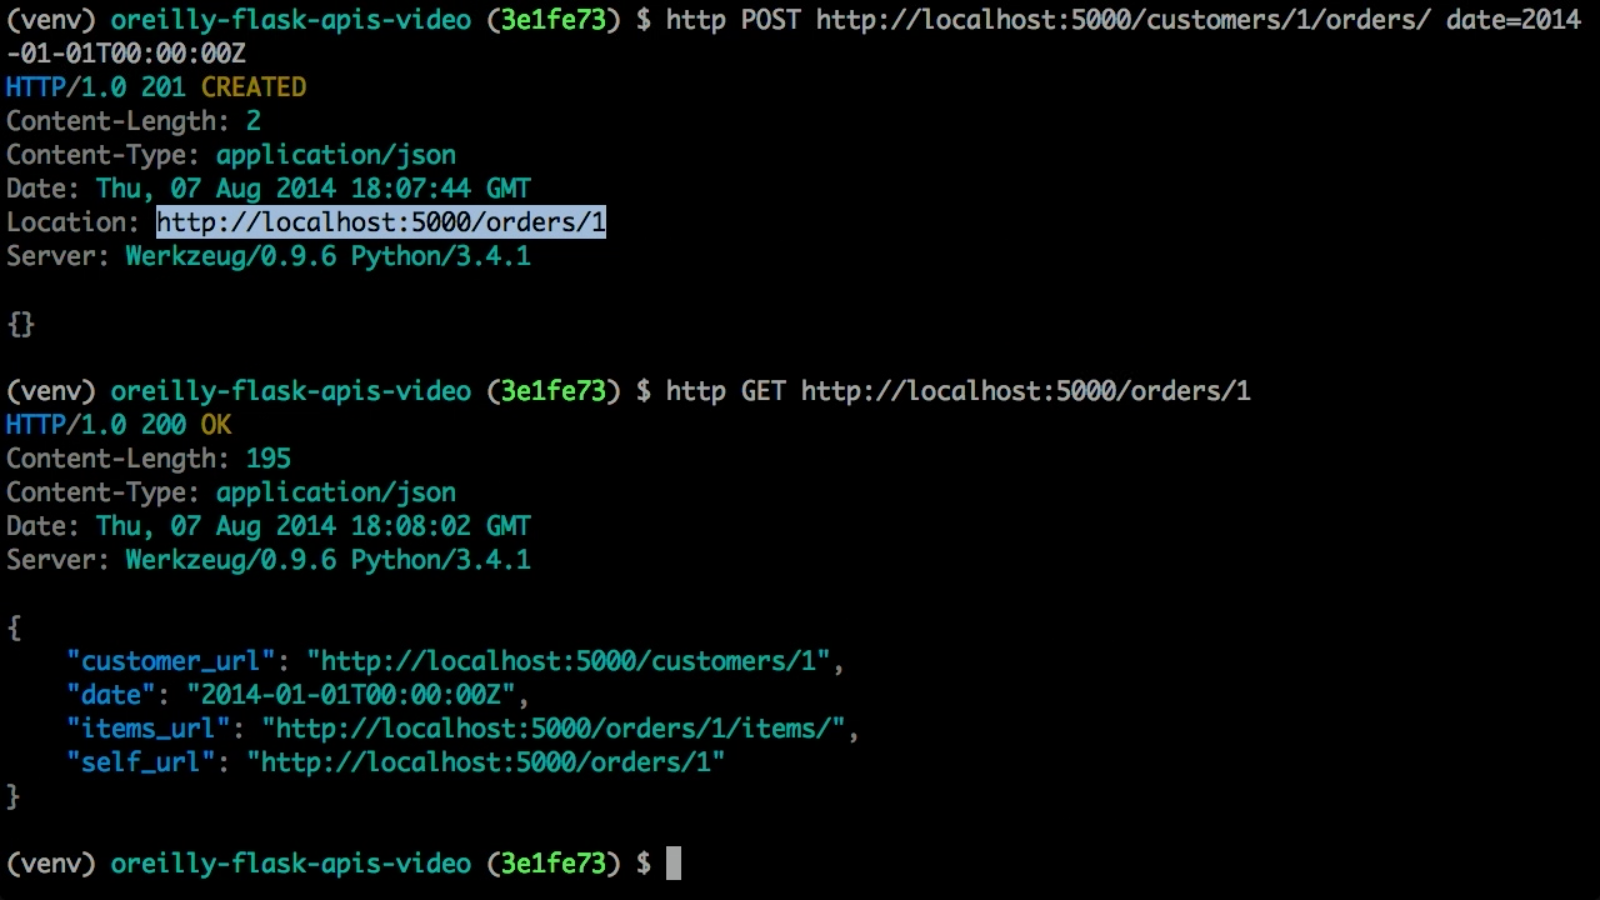 (venv) oreilly-flask-apis-video (3e1fe73) $ http POST http://localhost:5000/customers/1/orders/ date=2014
-01-01T00:00:00Z
HTTP/1.0 201 CREATED
Content-Length: 2
Content-Type: application/json
Date: Thu, 07 Aug 2014 18:07:44 GMT
Location: http://localhost:5000/orders/1
Server: Werkzeug/0.9.6 Python/3.4.1
{}
(venv) oreilly-flask-apis-video (3e1fe73) $ http GET http://localhost:5000/orders/1
HTTP/1.0 200 OK
Content-Length: 195
Content-Type: application/json
Date: Thu, 07 Aug 2014 18:08:02 GMT
Server: Werkzeug/0.9.6 Python/3.4.1
{
    "customer_url": "http://localhost:5000/customers/1",
    "date": "2014-01-01T00:00:00Z",
    "items_url": "http://localhost:5000/orders/1/items/",
    "self_url": "http://localhost:5000/orders/1"
}
(venv) oreilly-flask-apis-video (3e1fe73) $